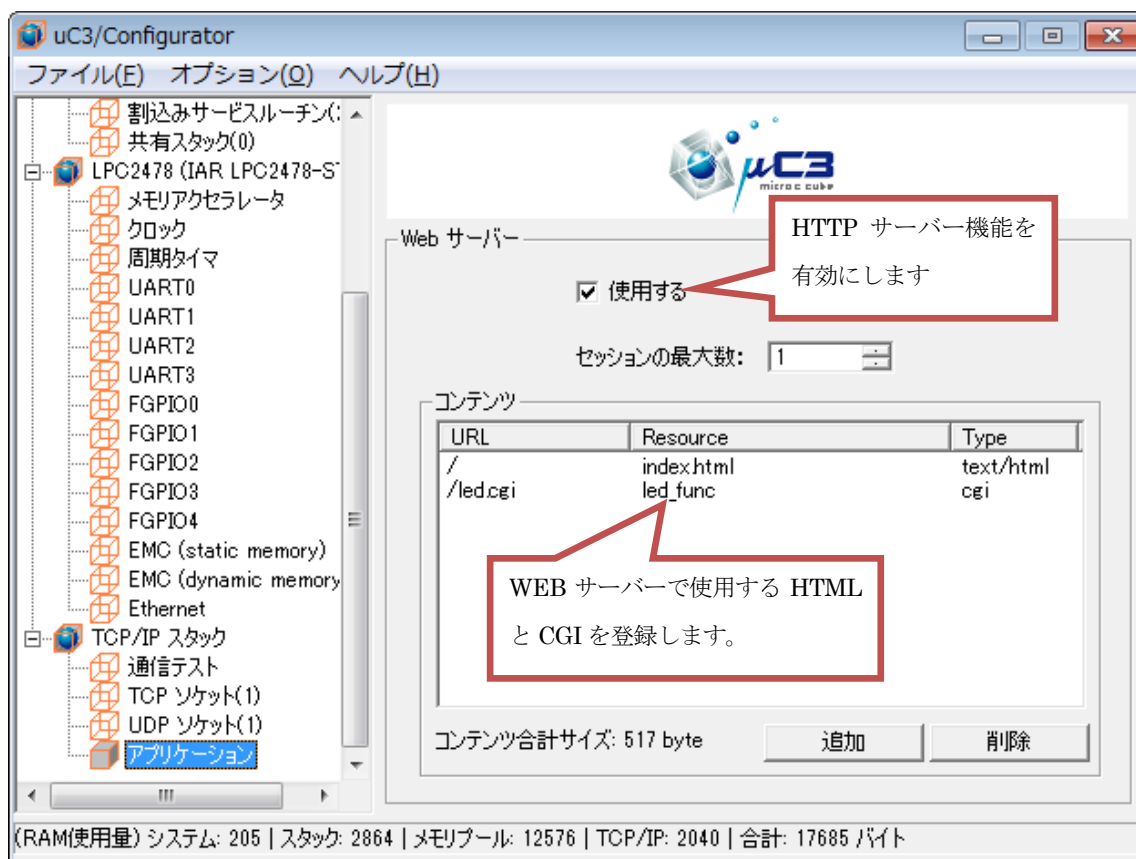 uC3/Configurator
ファイル(F) オプション(O) ヘルプ(H)
割込みサービスルーチン(
共有スタック(0)
LPC2478 (IAR LPC2478-S
メモリアクセラレータ
クロック
周期タイマ
UART0
UART1
UART2
UART3
FGPIO0
FGPIO1
FGPIO2
FGPIO3
FGPIO4
EMC (static memory)
EMC (dynamic memory
Ethernet
TCP/IP スタック
通信テスト
TCP ソケット(1)
UDP ソケット(1)
アプリケーション
μC3
micro c cube
Web サーバー
HTTP サーバー機能を
有効にします
使用する
セッションの最大数: 1
コンテンツ
URL Resource Type
/ index.html text/html
/led.cgi led_func cgi
WEB サーバーで使用する HTML
と CGI を登録します。
コンテンツ合計サイズ: 517 byte 追加 削除
(RAM使用量) システム: 205 | スタック: 2864 | メモリプール: 12576 | TCP/IP: 2040 | 合計: 17685 バイト